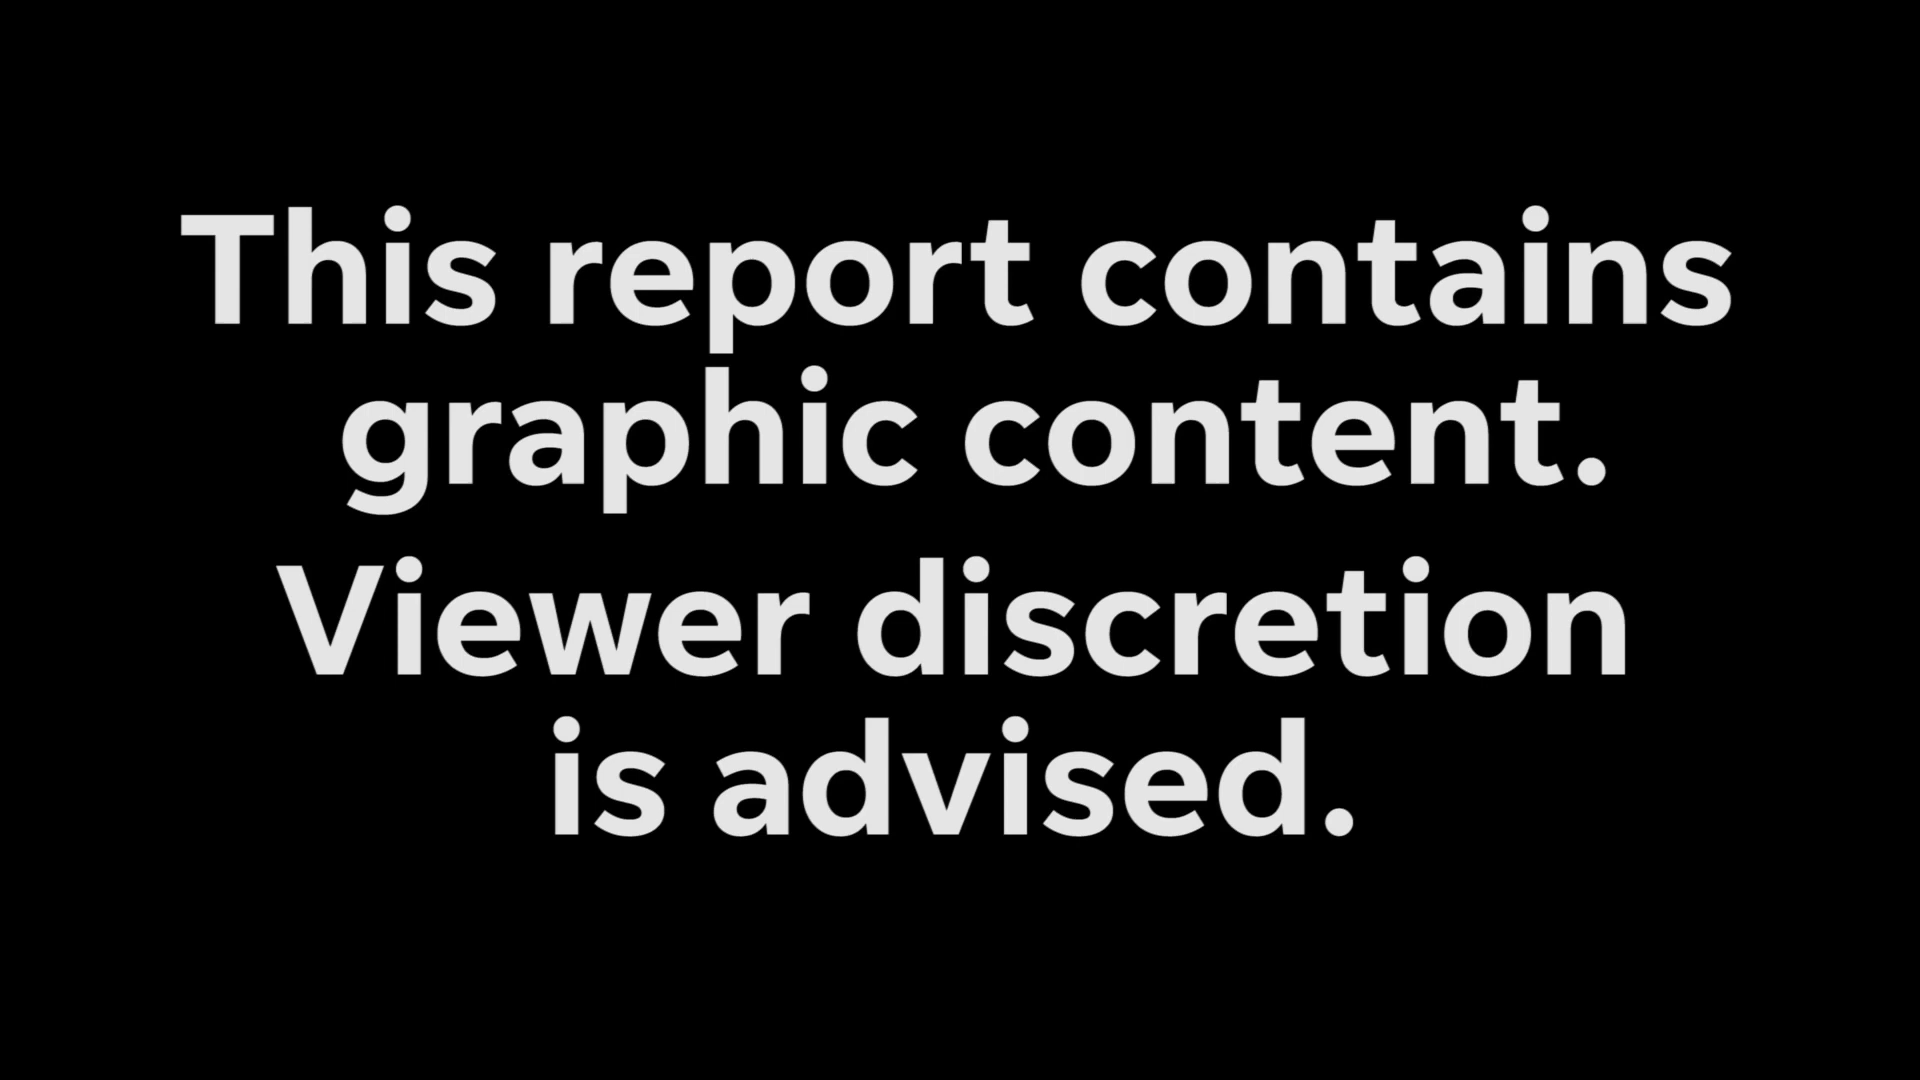 This report contains
graphic content.
Viewer discretion
is advised.